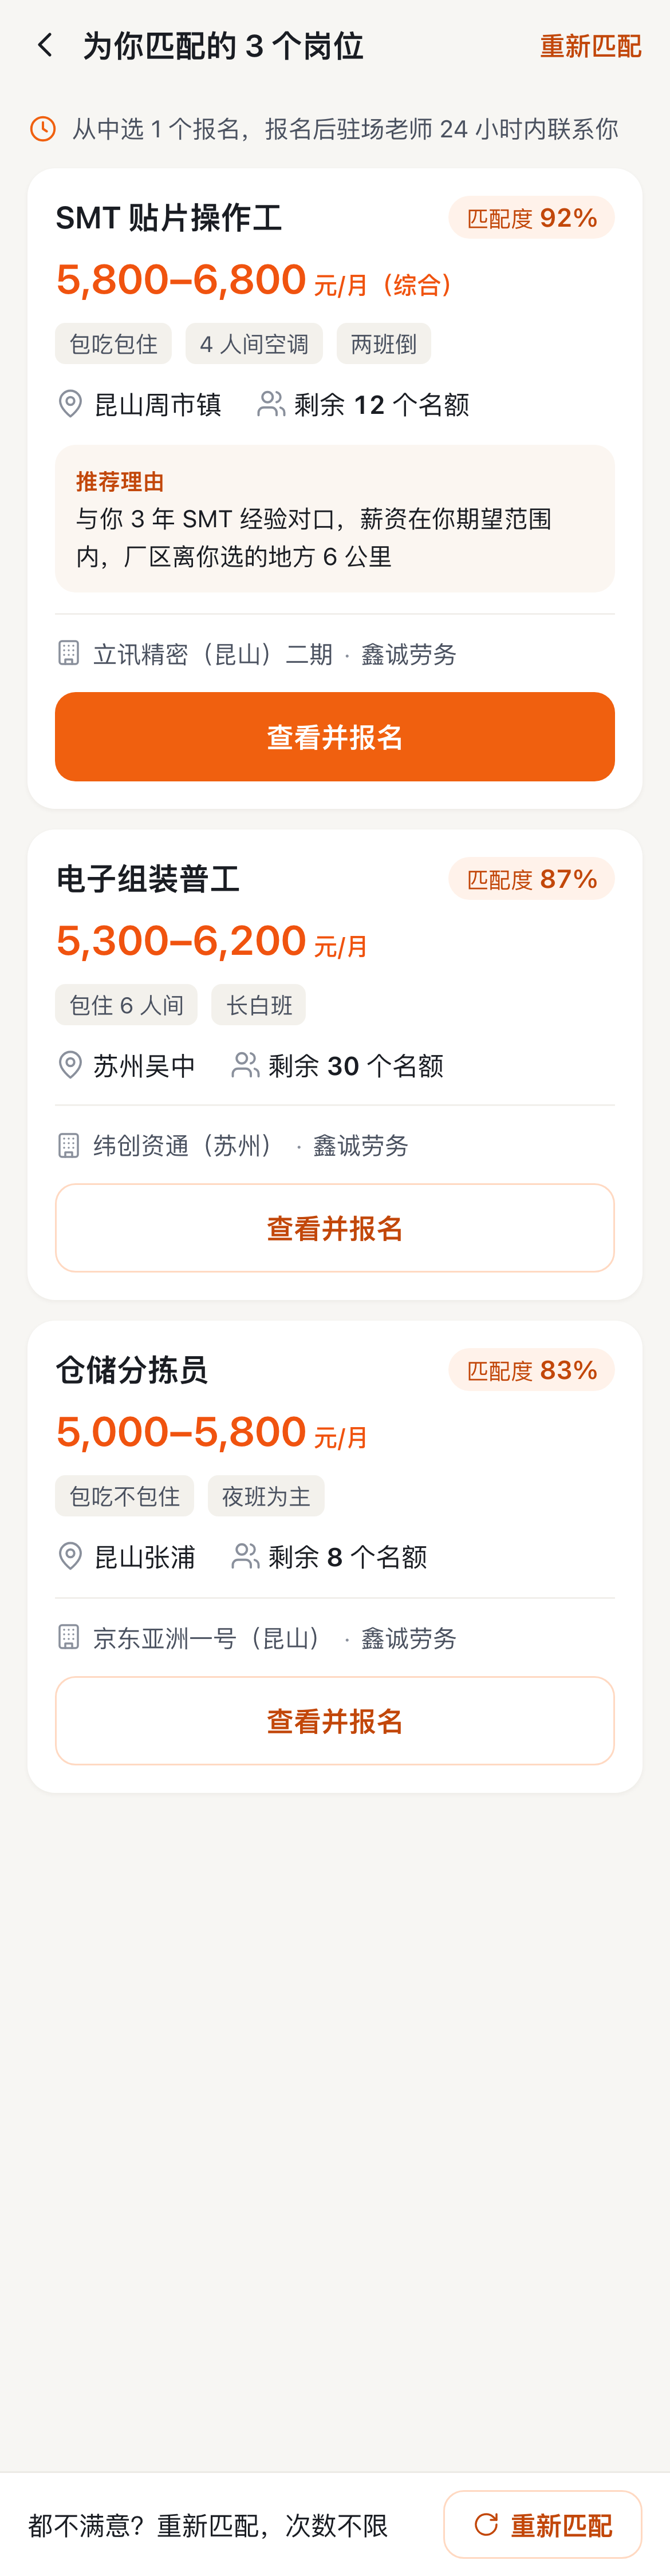 为你匹配的 3 个岗位
重新匹配
从中选 1 个报名，报名后驻场老师 24 小时内联系你
SMT 贴片操作工
匹配度 92%
5,800–6,800 元/月（综合）
包吃包住
4 人间空调
两班倒
昆山周市镇
剩余 12 个名额
推荐理由
与你 3 年 SMT 经验对口，薪资在你期望范围
内，厂区离你选的地方 6 公里
立讯精密（昆山）二期 · 鑫诚劳务
查看并报名
电子组装普工
匹配度 87%
5,300–6,200 元/月
包住 6 人间
长白班
苏州吴中
剩余 30 个名额
纬创资通（苏州） · 鑫诚劳务
查看并报名
仓储分拣员
匹配度 83%
5,000–5,800 元/月
包吃不包住
夜班为主
昆山张浦
剩余 8 个名额
京东亚洲一号（昆山） · 鑫诚劳务
查看并报名
都不满意？重新匹配，次数不限
重新匹配